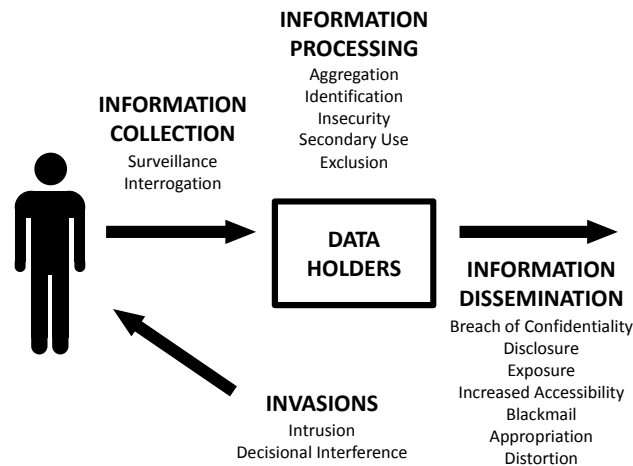 INFORMATION
PROCESSING
Aggregation
Identification
Insecurity
Secondary Use
Exclusion
INFORMATION
COLLECTION
Surveillance
Interrogation
DATA
HOLDERS
INFORMATION
DISSEMINATION
Breach of Confidentiality
Disclosure
Exposure
Increased Accessibility
Blackmail
Appropriation
Distortion
INVASIONS
Intrusion
Decisional Interference